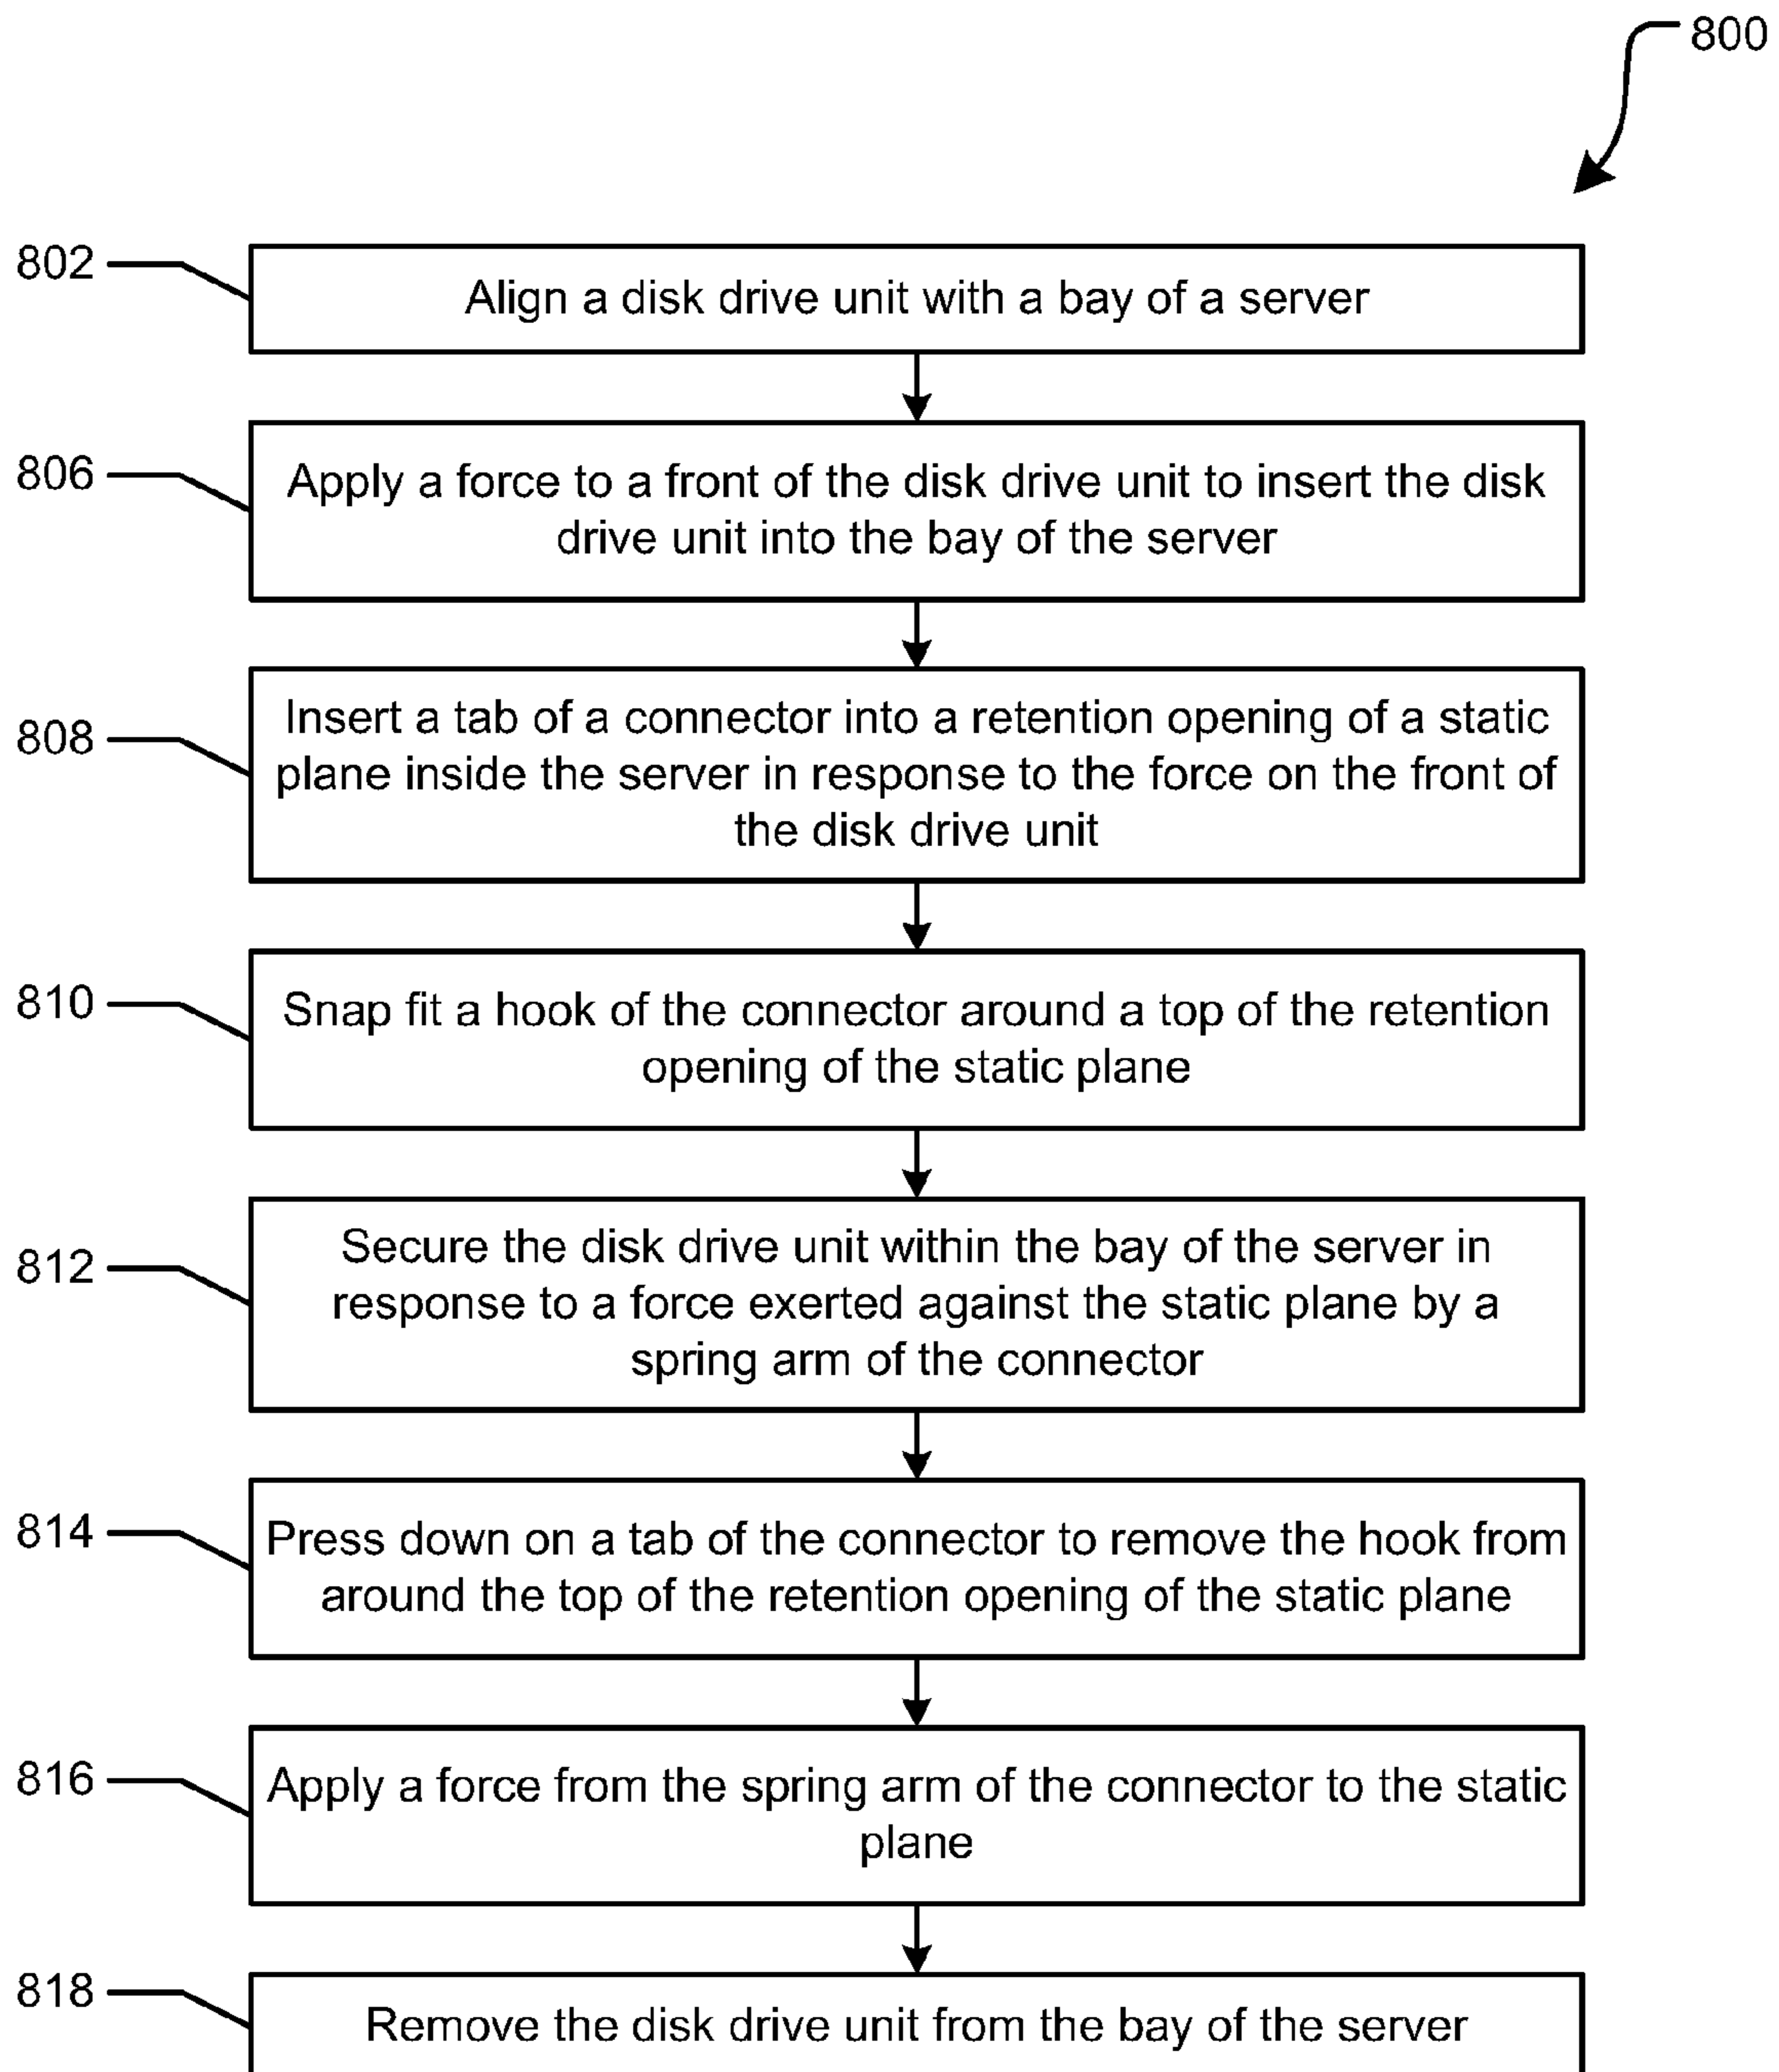 800
802
Align a disk drive unit with a bay of a server
806
Apply a force to a front of the disk drive unit to insert the disk
drive unit into the bay of the server
808
Insert a tab of a connector into a retention opening of a static
plane inside the server in response to the force on the front of
the disk drive unit
810
Snap fit a hook of the connector around a top of the retention
opening of the static plane
812
Secure the disk drive unit within the bay of the server in
response to a force exerted against the static plane by a
spring arm of the connector
814
Press down on a tab of the connector to remove the hook from
around the top of the retention opening of the static plane
816
Apply a force from the spring arm of the connector to the static
plane
818
Remove the disk drive unit from the bay of the server